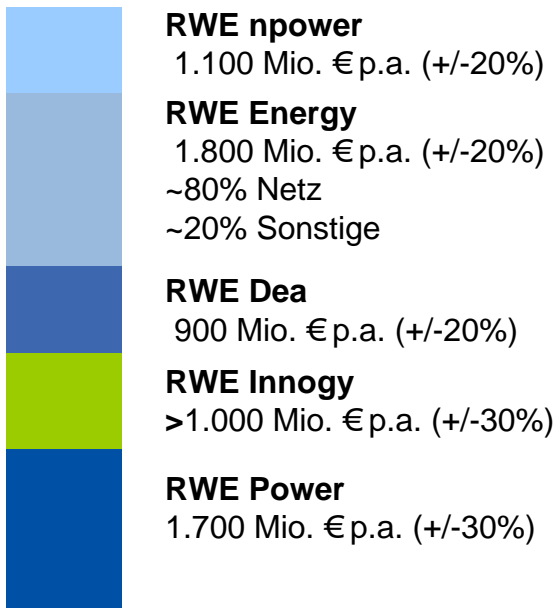 RWE npower
1.100 Mio. € p.a. (+/-20%)
RWE Energy
1.800 Mio. € p.a. (+/-20%)
~80% Netz
~20% Sonstige
RWE Dea
900 Mio. € p.a. (+/-20%)
RWE Innogy
>1.000 Mio. € p.a. (+/-30%)
RWE Power
1.700 Mio. € p.a. (+/-30%)